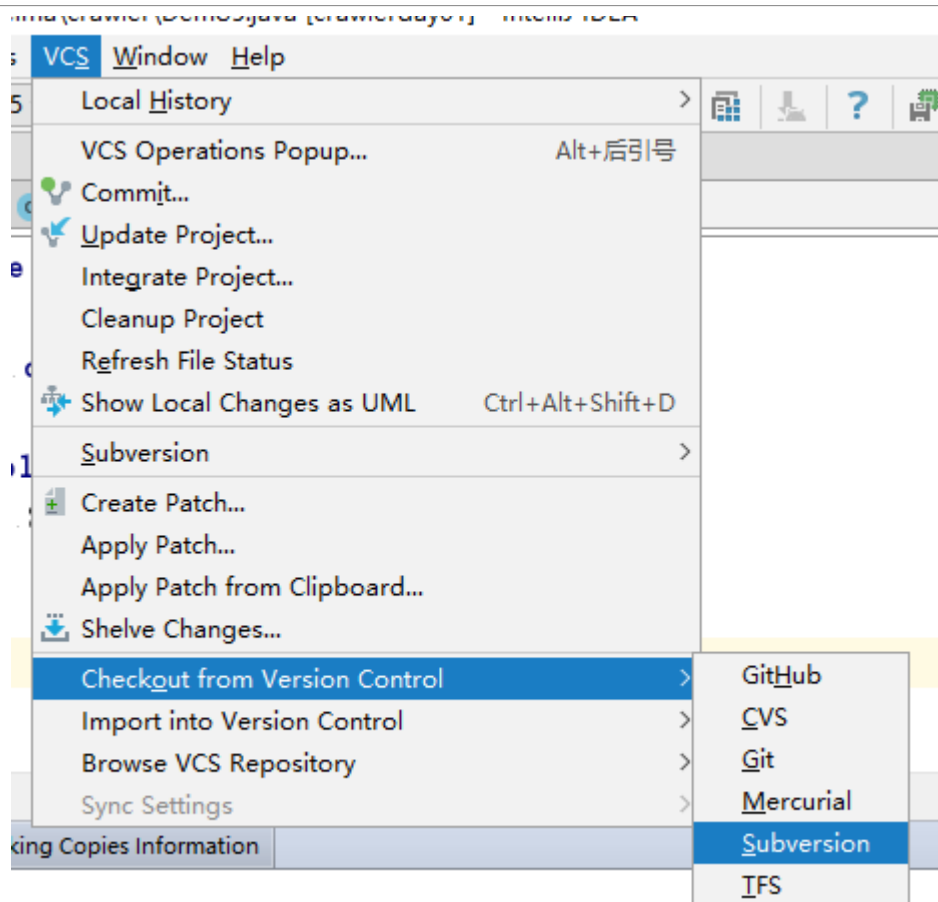 VCS Window Help
5
Local History
VCS Operations Popup... Alt+后引号
Commit...
Update Project...
Integrate Project...
Cleanup Project
Refresh File Status
Show Local Changes as UML Ctrl+Alt+Shift+D
Subversion
Create Patch...
Apply Patch...
Apply Patch from Clipboard...
Shelve Changes...
Checkout from Version Control
GitHub
Import into Version Control
CVS
Browse VCS Repository
Git
Sync Settings
Mercurial
king Copies Information
Subversion
TFS